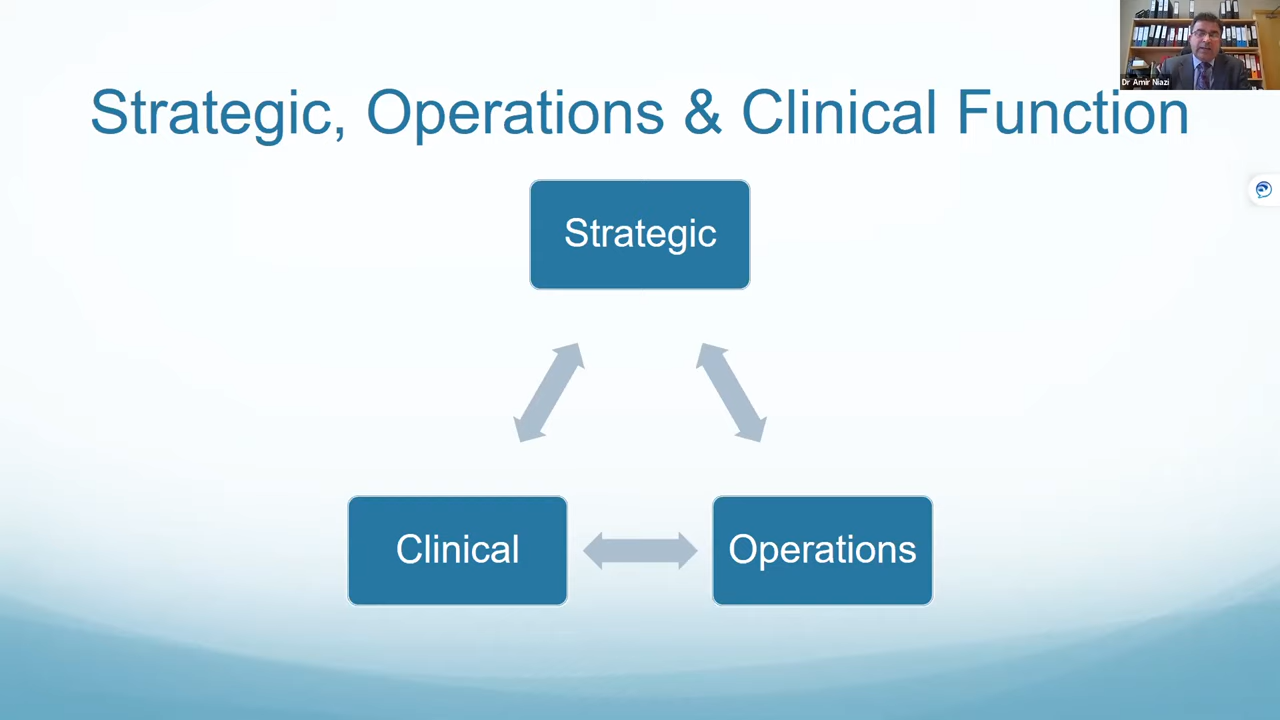 Strategic, Operations & Clinical Function
Dr Amir Niazi
Strategic
Clinical
Operations